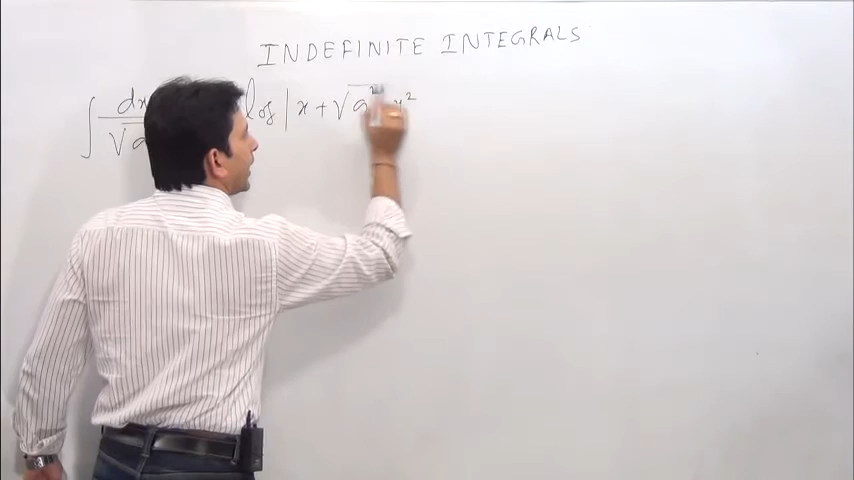 INDEFINITE INTEGRALS
∫ dx / √a log | x + √a² x²